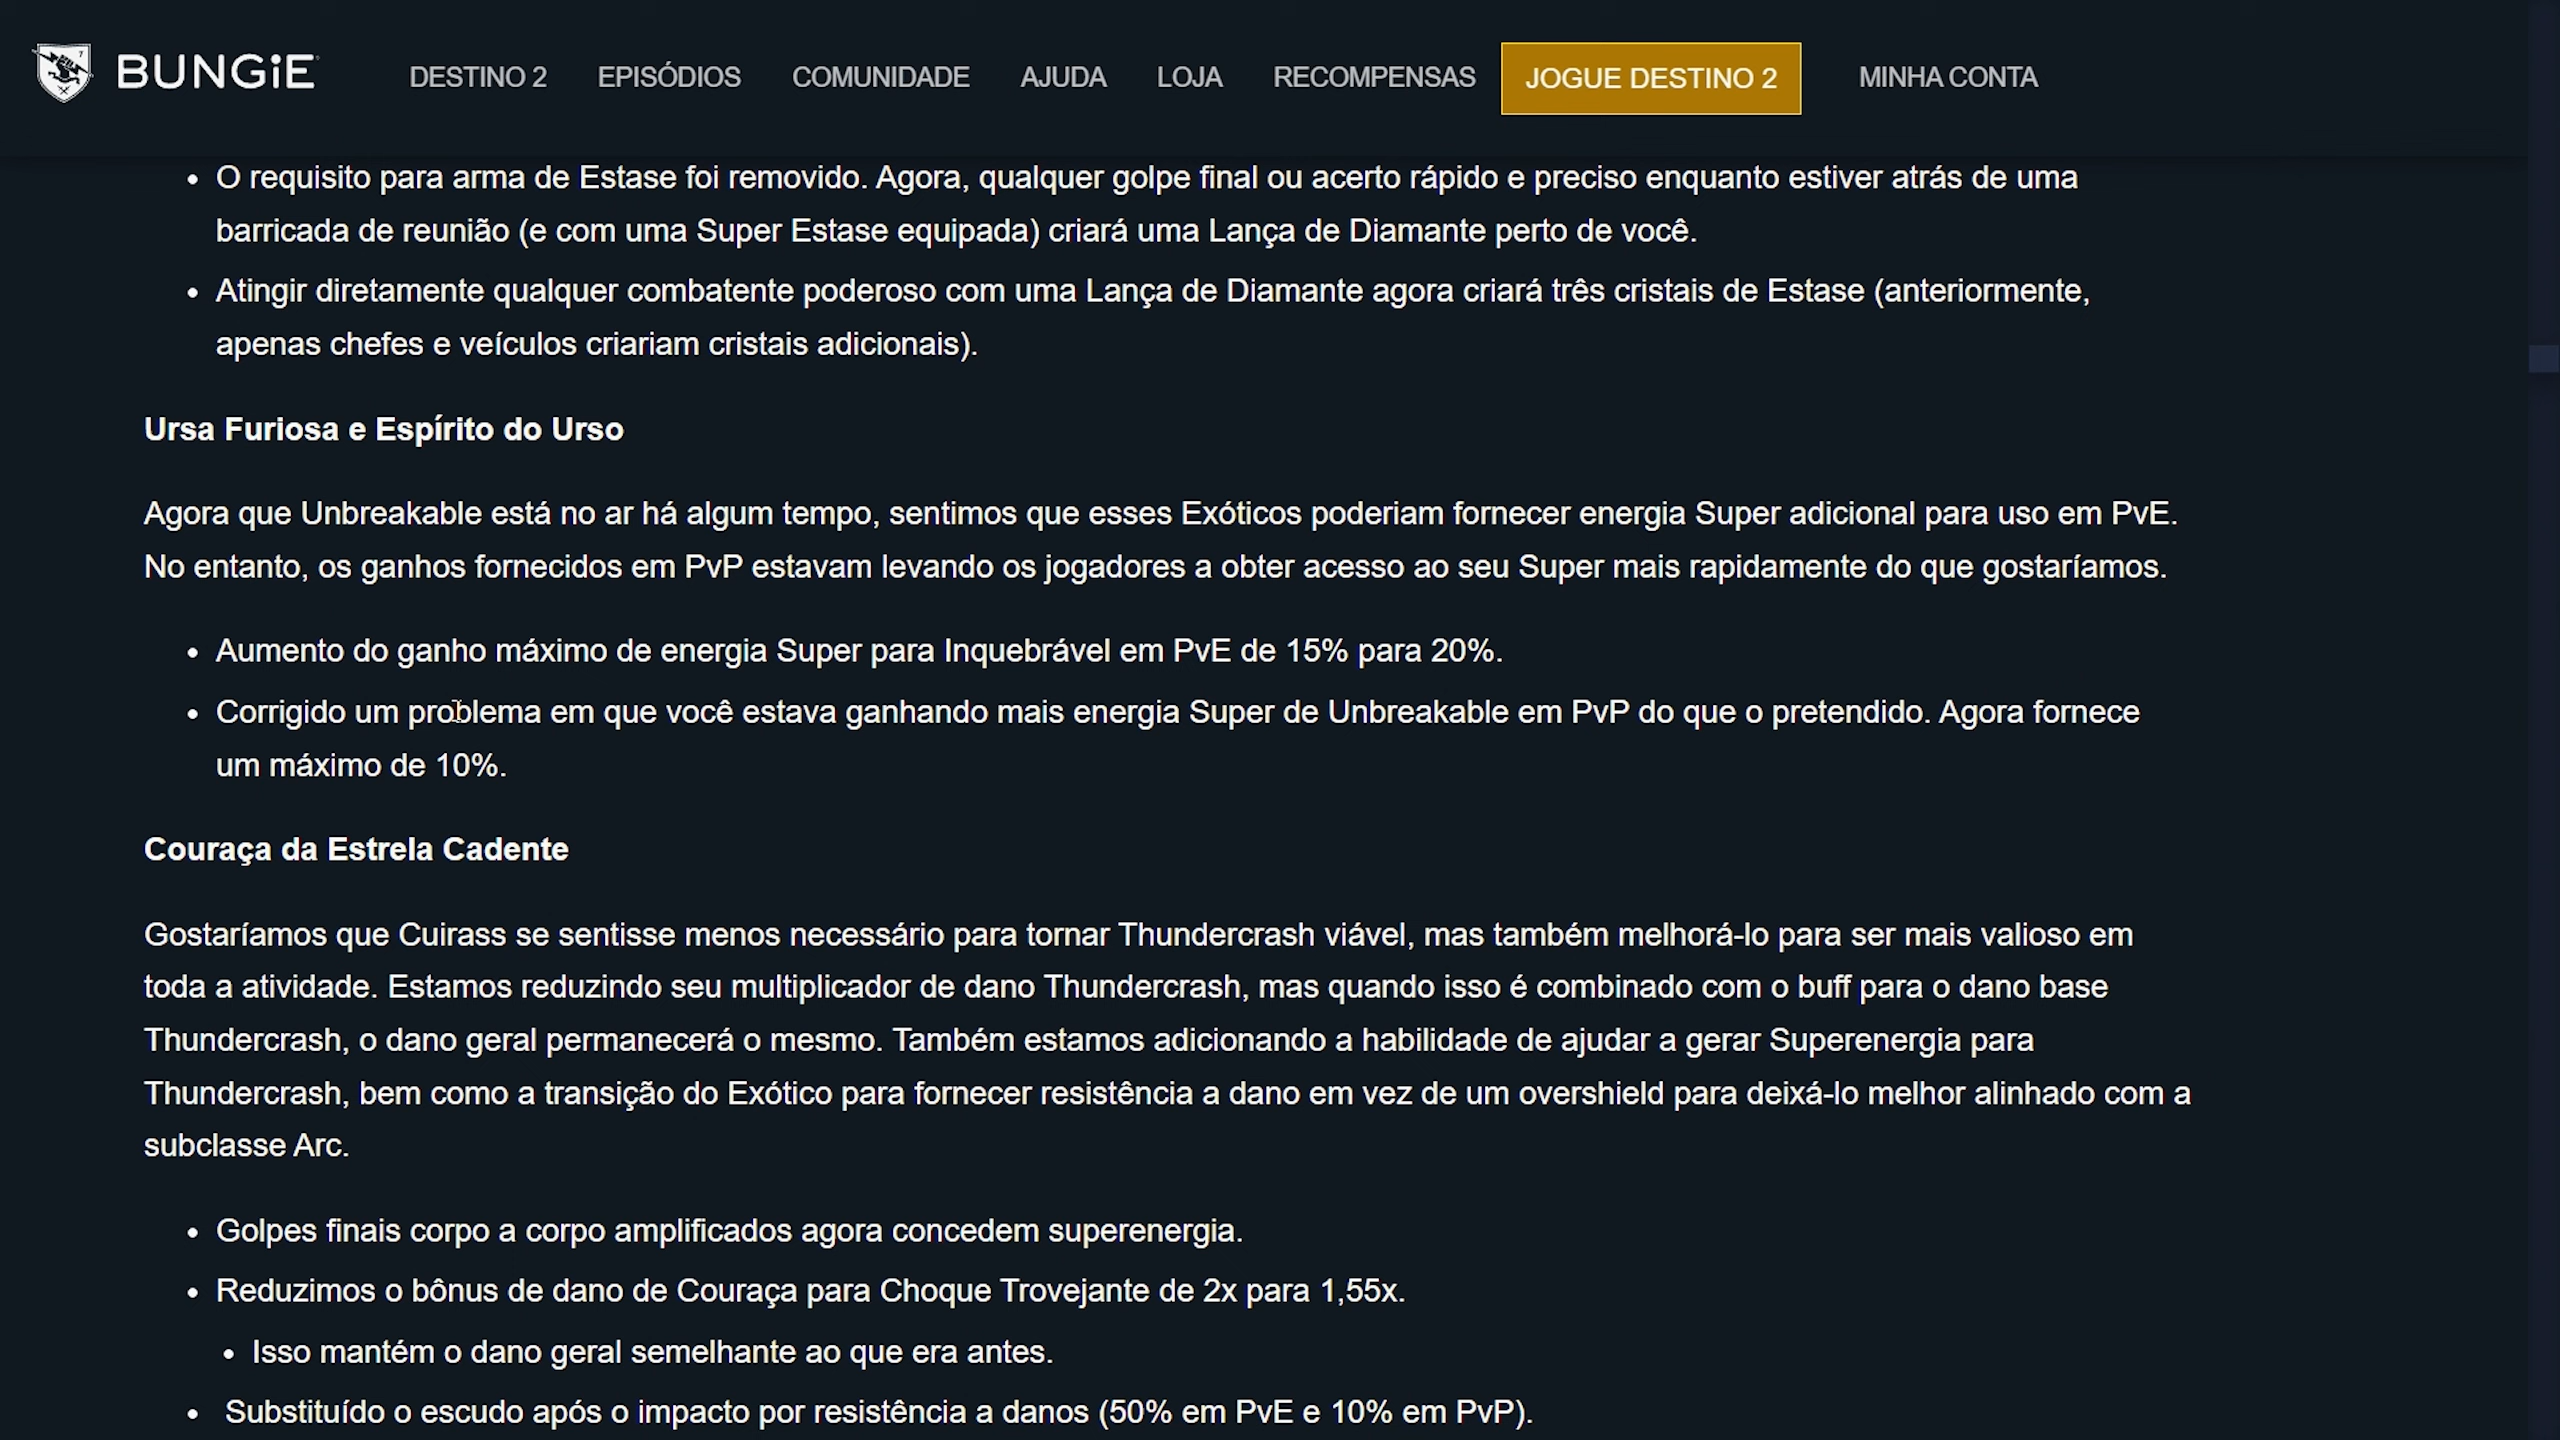 BUNGiE
DESTINO 2
EPISÓDIOS
COMUNIDADE
AJUDA
LOJA
RECOMPENSAS
JOGUE DESTINO 2
MINHA CONTA
• O requisito para arma de Estase foi removido. Agora, qualquer golpe final ou acerto rápido e preciso enquanto estiver atrás de uma
barricada de reunião (e com uma Super Estase equipada) criará uma Lança de Diamante perto de você.
• Atingir diretamente qualquer combatente poderoso com uma Lança de Diamante agora criará três cristais de Estase (anteriormente,
apenas chefes e veículos criariam cristais adicionais).
Ursa Furiosa e Espírito do Urso
Agora que Unbreakable está no ar há algum tempo, sentimos que esses Exóticos poderiam fornecer energia Super adicional para uso em PvE.
No entanto, os ganhos fornecidos em PvP estavam levando os jogadores a obter acesso ao seu Super mais rapidamente do que gostaríamos.
• Aumento do ganho máximo de energia Super para Inquebrável em PvE de 15% para 20%.
• Corrigido um problema em que você estava ganhando mais energia Super de Unbreakable em PvP do que o pretendido. Agora fornece
um máximo de 10%.
Couraça da Estrela Cadente
Gostaríamos que Cuirass se sentisse menos necessário para tornar Thundercrash viável, mas também melhorá-lo para ser mais valioso em
toda a atividade. Estamos reduzindo seu multiplicador de dano Thundercrash, mas quando isso é combinado com o buff para o dano base
Thundercrash, o dano geral permanecerá o mesmo. Também estamos adicionando a habilidade de ajudar a gerar Superenergia para
Thundercrash, bem como a transição do Exótico para fornecer resistência a dano em vez de um overshield para deixá-lo melhor alinhado com a
subclasse Arc.
• Golpes finais corpo a corpo amplificados agora concedem superenergia.
• Reduzimos o bônus de dano de Couraça para Choque Trovejante de 2x para 1,55x.
• Isso mantém o dano geral semelhante ao que era antes.
• Substituído o escudo após o impacto por resistência a danos (50% em PvE e 10% em PvP).